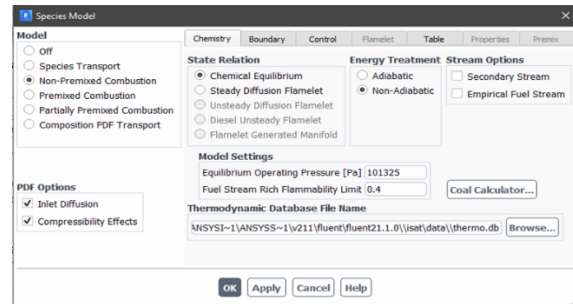 Species Model
Model
Off
Species Transport
Non-Premixed Combustion
Premixed Combustion
Partially Premixed Combustion
Composition PDF Transport
PDF Options
Inlet Diffusion
Compressibility Effects
Chemistry Boundary Control Flamelet Table Properties Premix
State Relation
Chemical Equilibrium
Steady Diffusion Flamelet
Unsteady Diffusion Flamelet
Diesel Unsteady Flamelet
Flamelet Generated Manifold
Energy Treatment
Adiabatic
Non-Adiabatic
Stream Options
Secondary Stream
Empirical Fuel Stream
Model Settings
Equilibrium Operating Pressure [Pa] 101325
Fuel Stream Rich Flammability Limit 0.4
Coal Calculator...
Thermodynamic Database File Name
ANSYSI~1\ANSYSS~1\v211\fluent\fluent21.1.0\\isat\data\\thermo.db Browse...
OK Apply Cancel Help